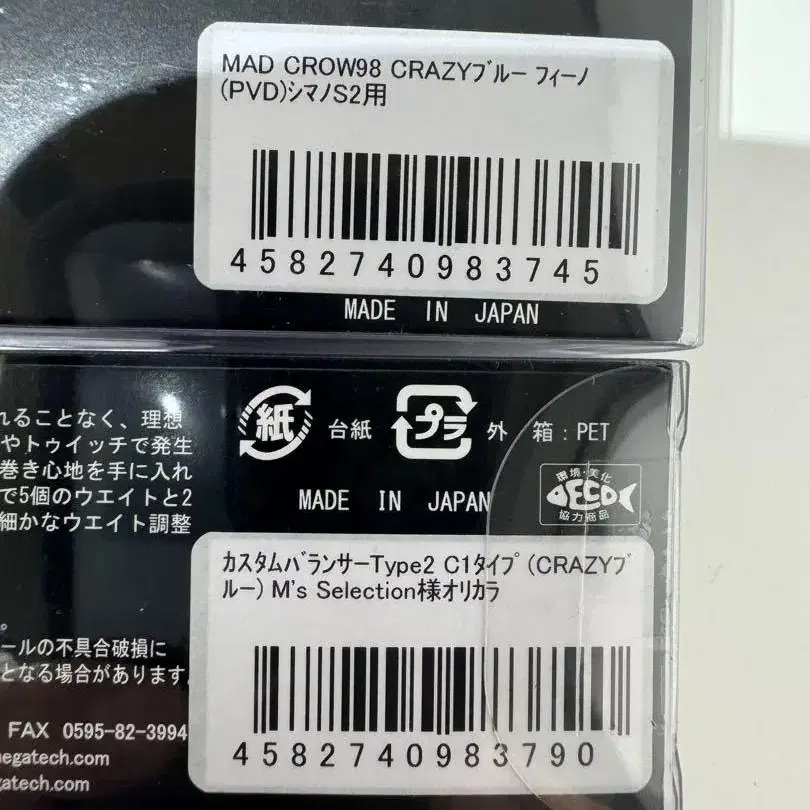 MAD CROW98 CRAZYﾌﾞﾙｰ ﾌｨｰﾉ
(PVD)ｼﾏﾉS2用
4582740983745
MADE IN JAPAN
れることなく、理想
やトゥイッチで発生
巻き心地を手に入れ
で5個のウエイトと2
細かなウエイト調整
紙 台紙
プラ 外 箱：PET
MADE IN JAPAN
環境・美化
ECO
協力商品
ｶｽﾀﾑﾊﾞﾗﾝｻｰType2 C1ﾀｲﾌﾟ (CRAZYﾌﾞ
ﾙｰ) M's Selection様ｵﾘｶﾗ
4582740983790
ールの不具合破損に
となる場合があります。
FAX 0595-82-3994
egatech.com
gatech.com